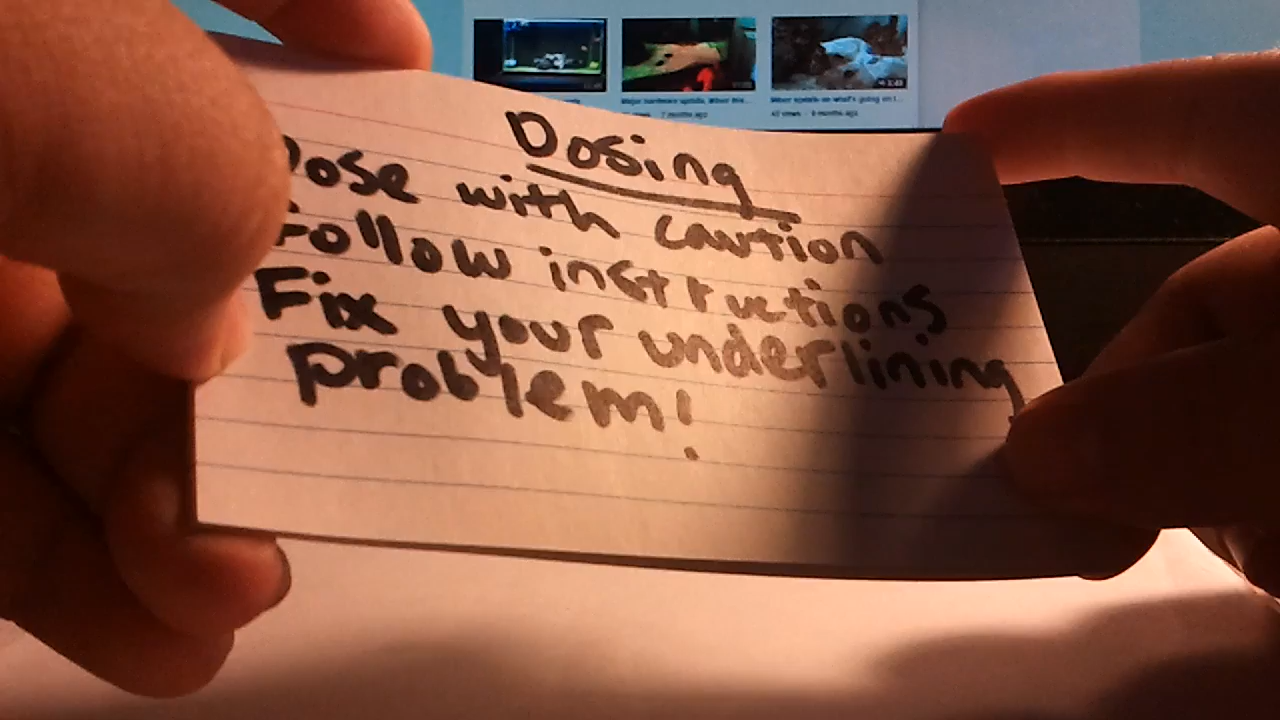 Dosing
Dose with caution
Follow instructions
Fix your underlining
problem!